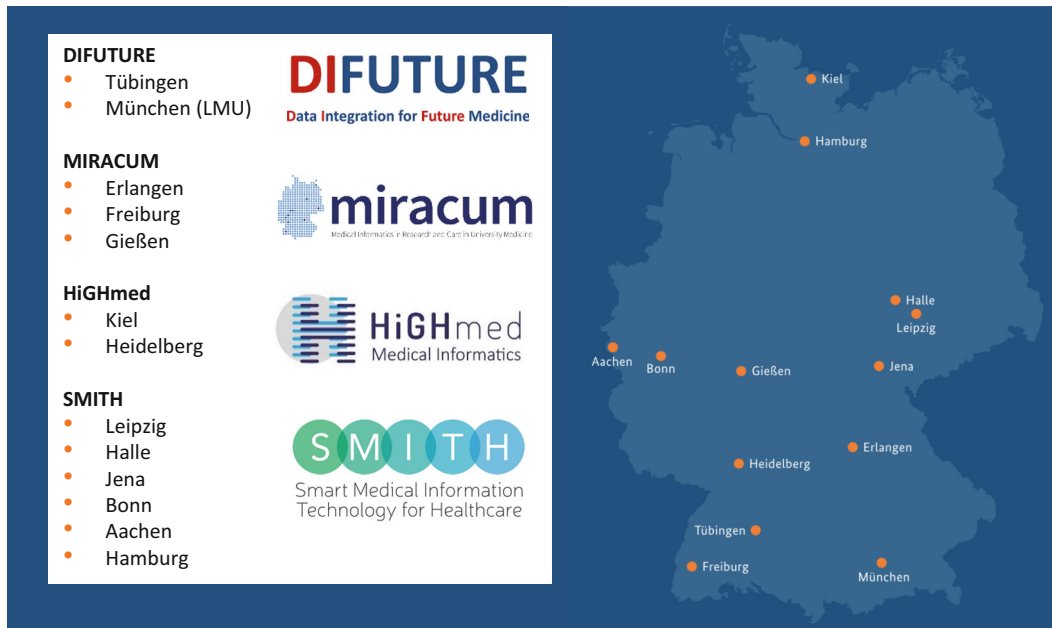 DIFUTURE
• Tübingen
• München (LMU)
MIRACUM
• Erlangen
• Freiburg
• Gießen
HiGHmed
• Kiel
• Heidelberg
SMITH
• Leipzig
• Halle
• Jena
• Bonn
• Aachen
• Hamburg
DIFUTURE
Data Integration for Future Medicine
miracum
Medical Informatics in Research and Care in University Medicine
HiGHmed
Medical Informatics
SMITH
Smart Medical Information
Technology for Healthcare
Kiel
Hamburg
Halle
Leipzig
Aachen
Bonn
Gießen
Jena
Erlangen
Heidelberg
Tübingen
Freiburg
München